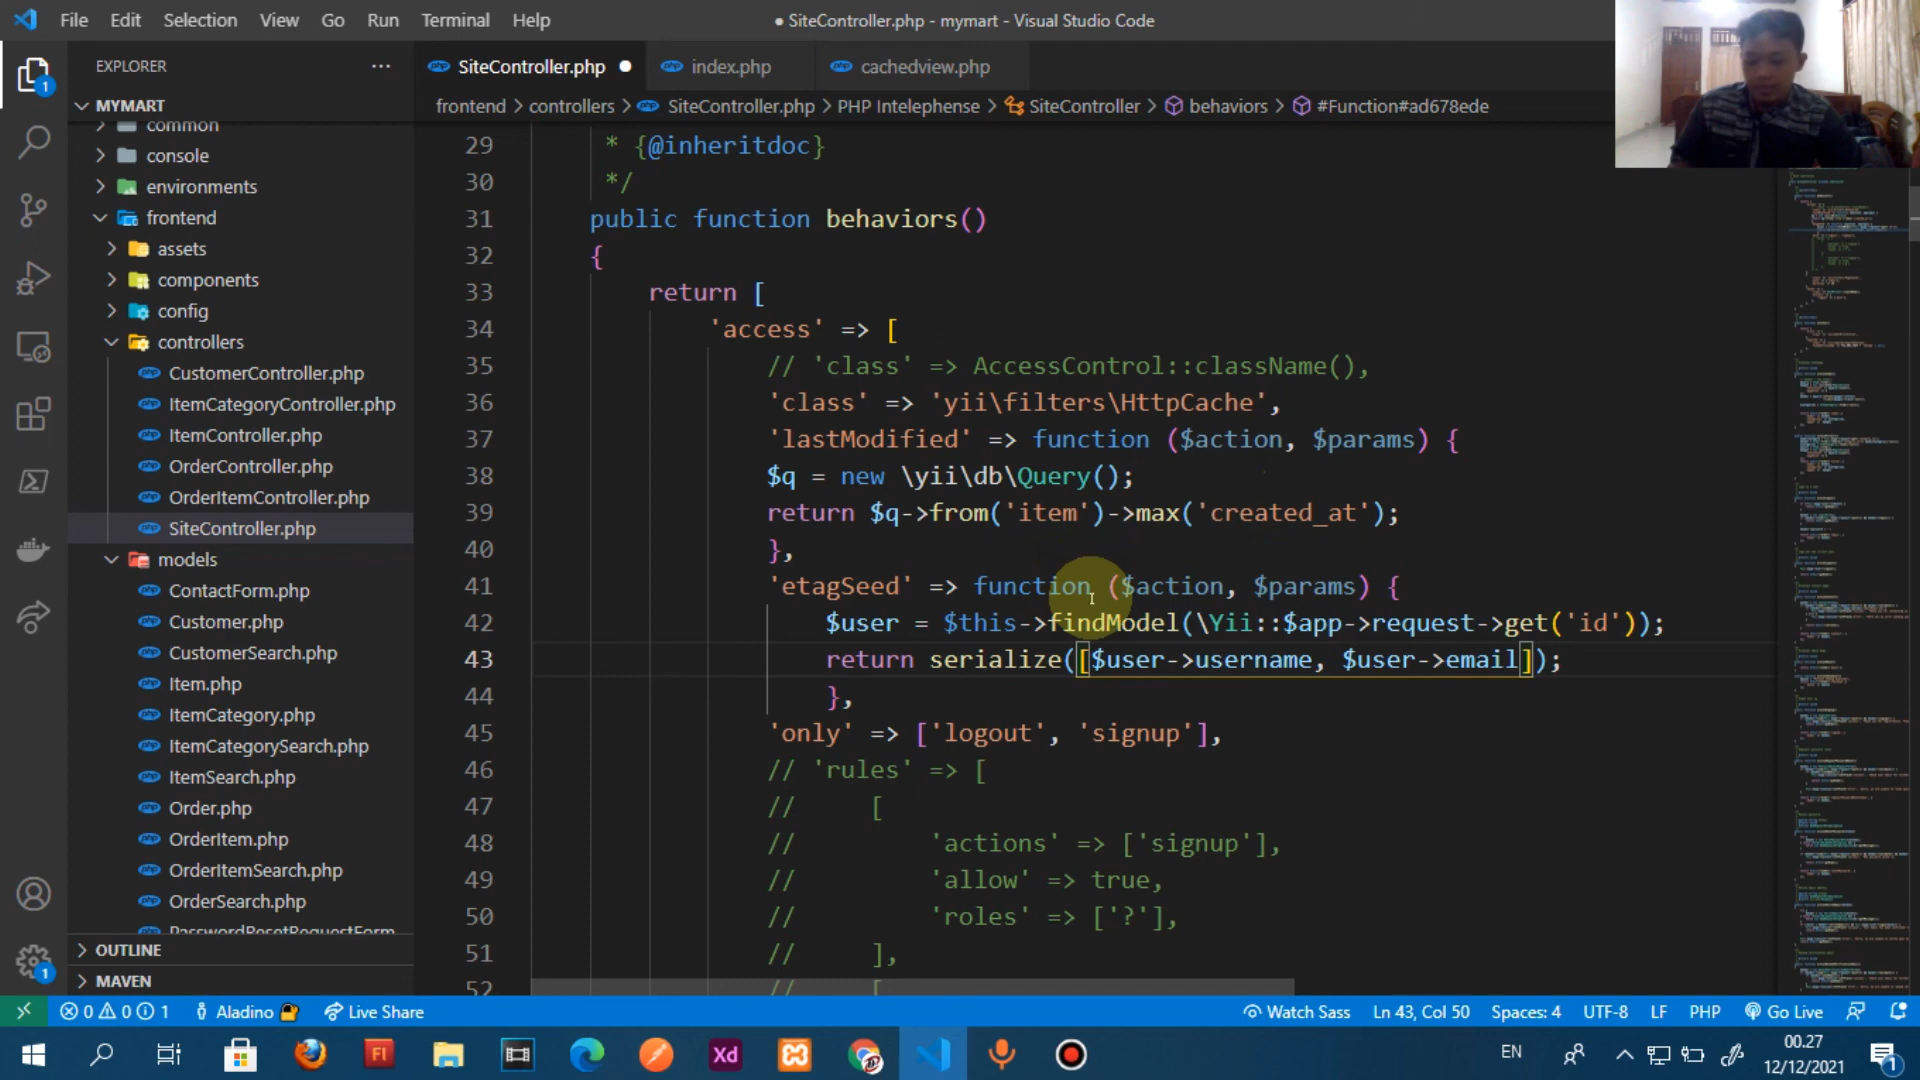 File Edit Selection View Go Run Terminal Help
● SiteController.php - mymart - Visual Studio Code
EXPLORER ···
SiteController.php ●
index.php
cachedview.php
frontend > controllers > SiteController.php > PHP Intelephense > SiteController > behaviors > #Function#ad678ede
MYMART
common
console
environments
frontend
assets
components
config
controllers
CustomerController.php
ItemCategoryController.php
ItemController.php
OrderController.php
OrderItemController.php
SiteController.php
models
ContactForm.php
Customer.php
CustomerSearch.php
Item.php
ItemCategory.php
ItemCategorySearch.php
ItemSearch.php
Order.php
OrderItem.php
OrderItemSearch.php
OrderSearch.php
PasswordResetRequestForm
OUTLINE
MAVEN
29 * {@inheritdoc}
30 */
31 public function behaviors()
32 {
33 return [
34 'access' => [
35 // 'class' => AccessControl::className(),
36 'class' => 'yii\filters\HttpCache',
37 'lastModified' => function ($action, $params) {
38 $q = new \yii\db\Query();
39 return $q->from('item')->max('created_at');
40 },
41 'etagSeed' => function ($action, $params) {
42 $user = $this->findModel(\Yii::$app->request->get('id'));
43 return serialize([$user->username, $user->email]);
44 },
45 'only' => ['logout', 'signup'],
46 // 'rules' => [
47 // [
48 // 'actions' => ['signup'],
49 // 'allow' => true,
50 // 'roles' => ['?'],
51 // ],
52 // [
1
1
0 0 1 Aladino Live Share
Watch Sass Ln 43, Col 50 Spaces: 4 UTF-8 LF PHP Go Live
Fl
Xd
EN
00.27
12/12/2021
1